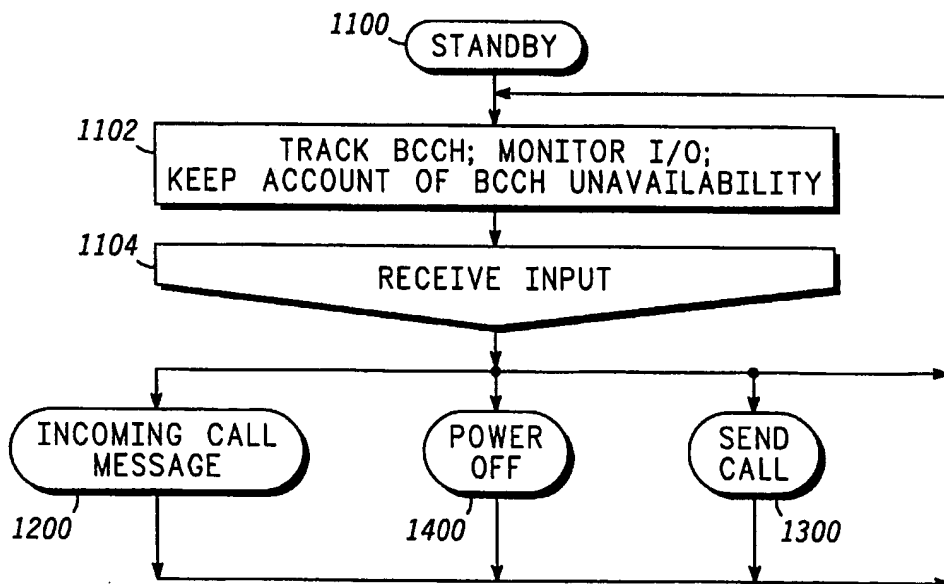 1100
STANDBY
1102
TRACK BCCH; MONITOR I/O;
KEEP ACCOUNT OF BCCH UNAVAILABILITY
1104
RECEIVE INPUT
INCOMING CALL
MESSAGE
1200
POWER
OFF
1400
SEND
CALL
1300